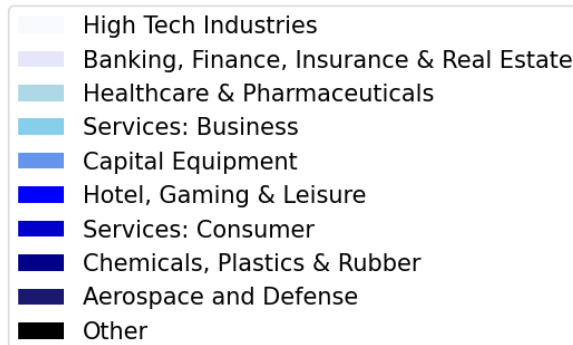 High Tech Industries
Banking, Finance, Insurance & Real Estate
Healthcare & Pharmaceuticals
Services: Business
Capital Equipment
Hotel, Gaming & Leisure
Services: Consumer
Chemicals, Plastics & Rubber
Aerospace and Defense
Other